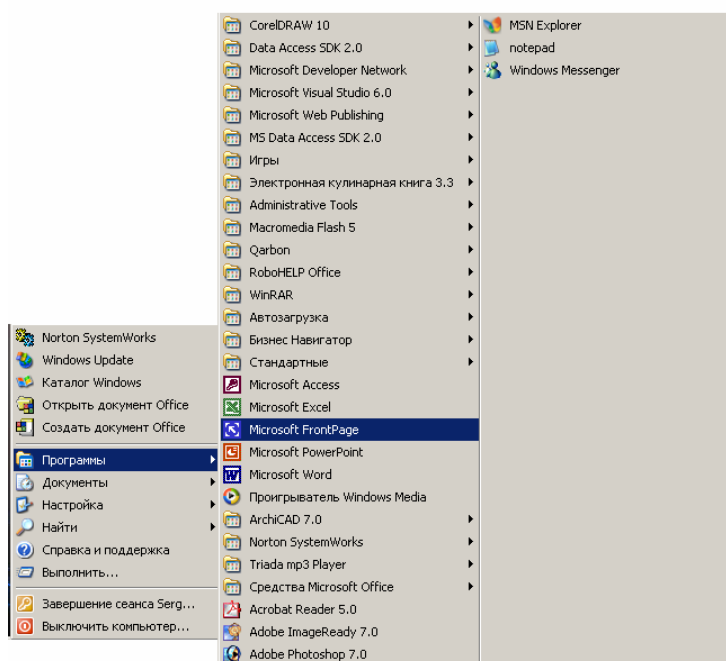 CorelDRAW 10
Data Access SDK 2.0
Microsoft Developer Network
Microsoft Visual Studio 6.0
Microsoft Web Publishing
MS Data Access SDK 2.0
Игры
Электронная кулинарная книга 3.3
Administrative Tools
Macromedia Flash 5
Qarbon
RoboHELP Office
WinRAR
Автозагрузка
Бизнес Навигатор
Стандартные
Microsoft Access
Microsoft Excel
Microsoft FrontPage
Microsoft PowerPoint
Microsoft Word
Проигрыватель Windows Media
ArchiCAD 7.0
Norton SystemWorks
Triada mp3 Player
Средства Microsoft Office
Acrobat Reader 5.0
Adobe ImageReady 7.0
Adobe Photoshop 7.0
MSN Explorer
notepad
Windows Messenger
Norton SystemWorks
Windows Update
Каталог Windows
Открыть документ Office
Создать документ Office
Программы
Документы
Настройка
Найти
Справка и поддержка
Выполнить...
Завершение сеанса Serg...
Выключить компьютер...